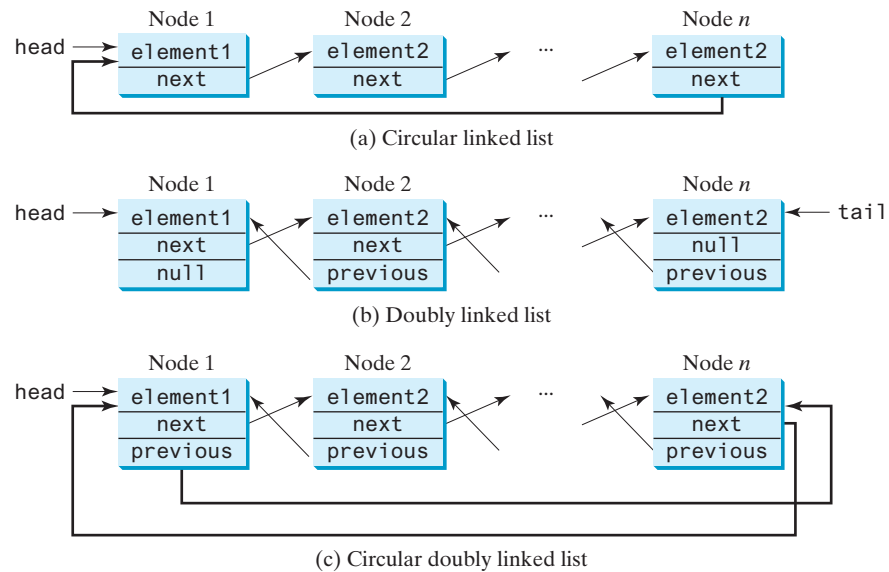 Node 1 Node 2 Node n
head element1 element2 ... element2
next next next
(a) Circular linked list
Node 1 Node 2 Node n
head element1 element2 ... element2 tail
next next null
null previous previous
(b) Doubly linked list
Node 1 Node 2 Node n
head element1 element2 ... element2
next next next
previous previous previous
(c) Circular doubly linked list